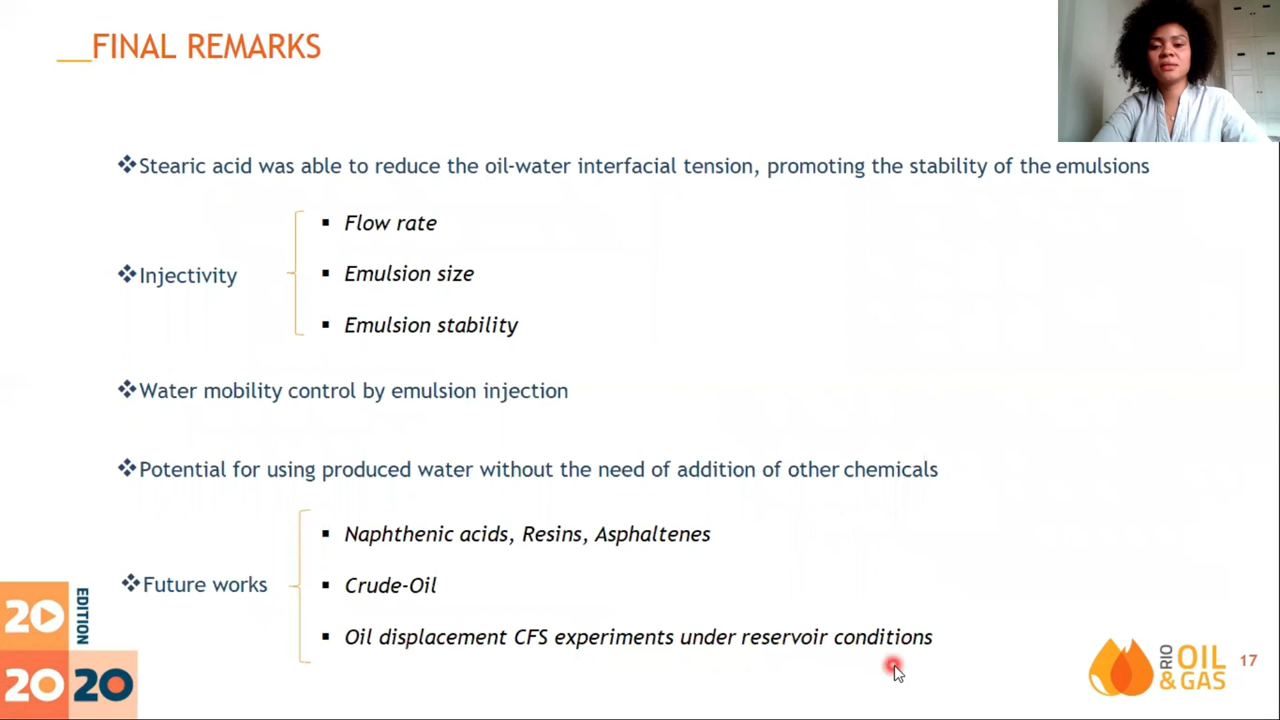 __FINAL REMARKS
❖Stearic acid was able to reduce the oil-water interfacial tension, promoting the stability of the emulsions
▪ Flow rate
❖Injectivity
▪ Emulsion size
▪ Emulsion stability
❖Water mobility control by emulsion injection
❖Potential for using produced water without the need of addition of other chemicals
▪ Naphthenic acids, Resins, Asphaltenes
❖Future works
▪ Crude-Oil
▪ Oil displacement CFS experiments under reservoir conditions
20
EDITION
2020
RIO
OIL
& GAS
17